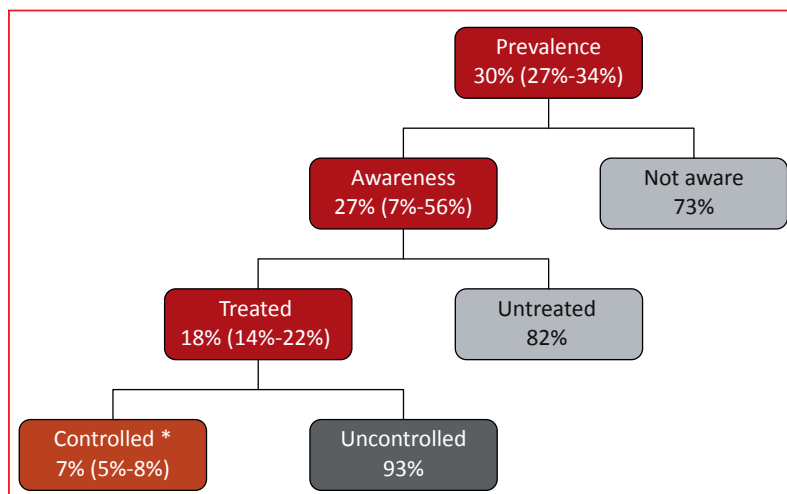 Prevalence
30% (27%-34%)
Awareness
27% (7%-56%)
Not aware
73%
Treated
18% (14%-22%)
Untreated
82%
Controlled *
7% (5%-8%)
Uncontrolled
93%